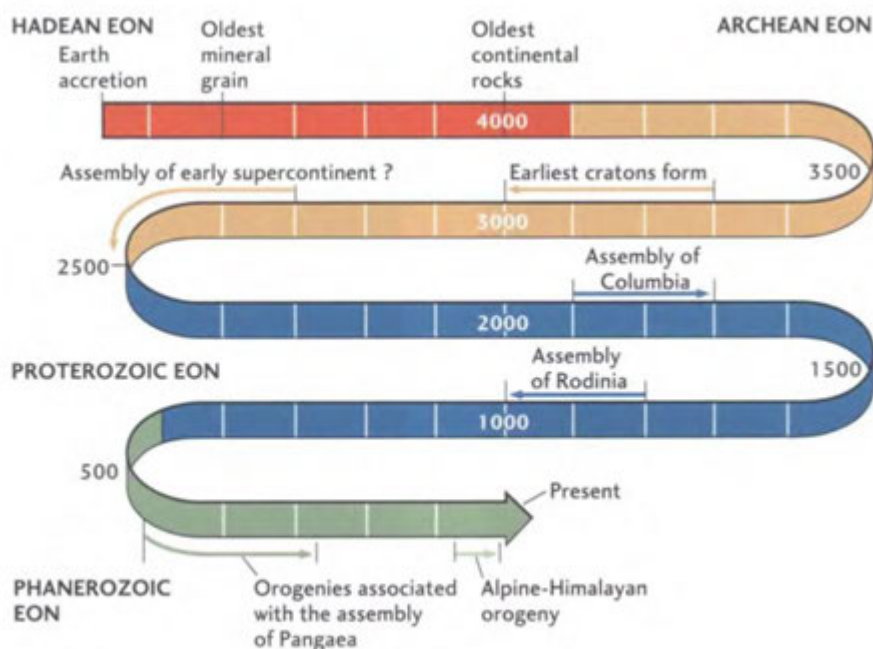 HADEAN EON
Oldest
mineral
grain
Earth
accretion
Oldest
continental
rocks
ARCHEAN EON
4000
3500
Assembly of early supercontinent ?
Earliest cratons form
3000
2500
Assembly of
Columbia
2000
PROTEROZOIC EON
Assembly
of Rodinia
1500
1000
500
Present
PHANEROZOIC
EON
Orogenies associated
with the assembly
of Pangaea
Alpine-Himalayan
orogeny